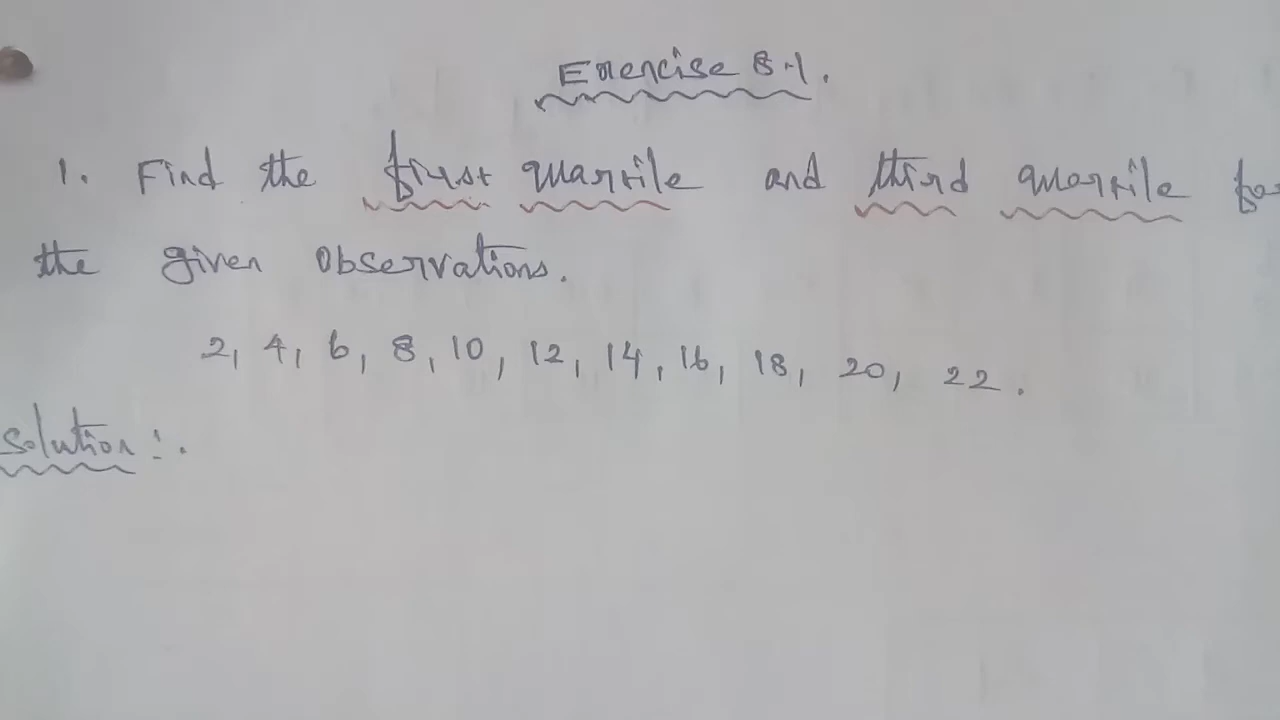 Exercise 8.1.
1. Find the first quartile and third quartile for
the given observations.
2, 4, 6, 8, 10, 12, 14, 16, 18, 20, 22.
Solution:.